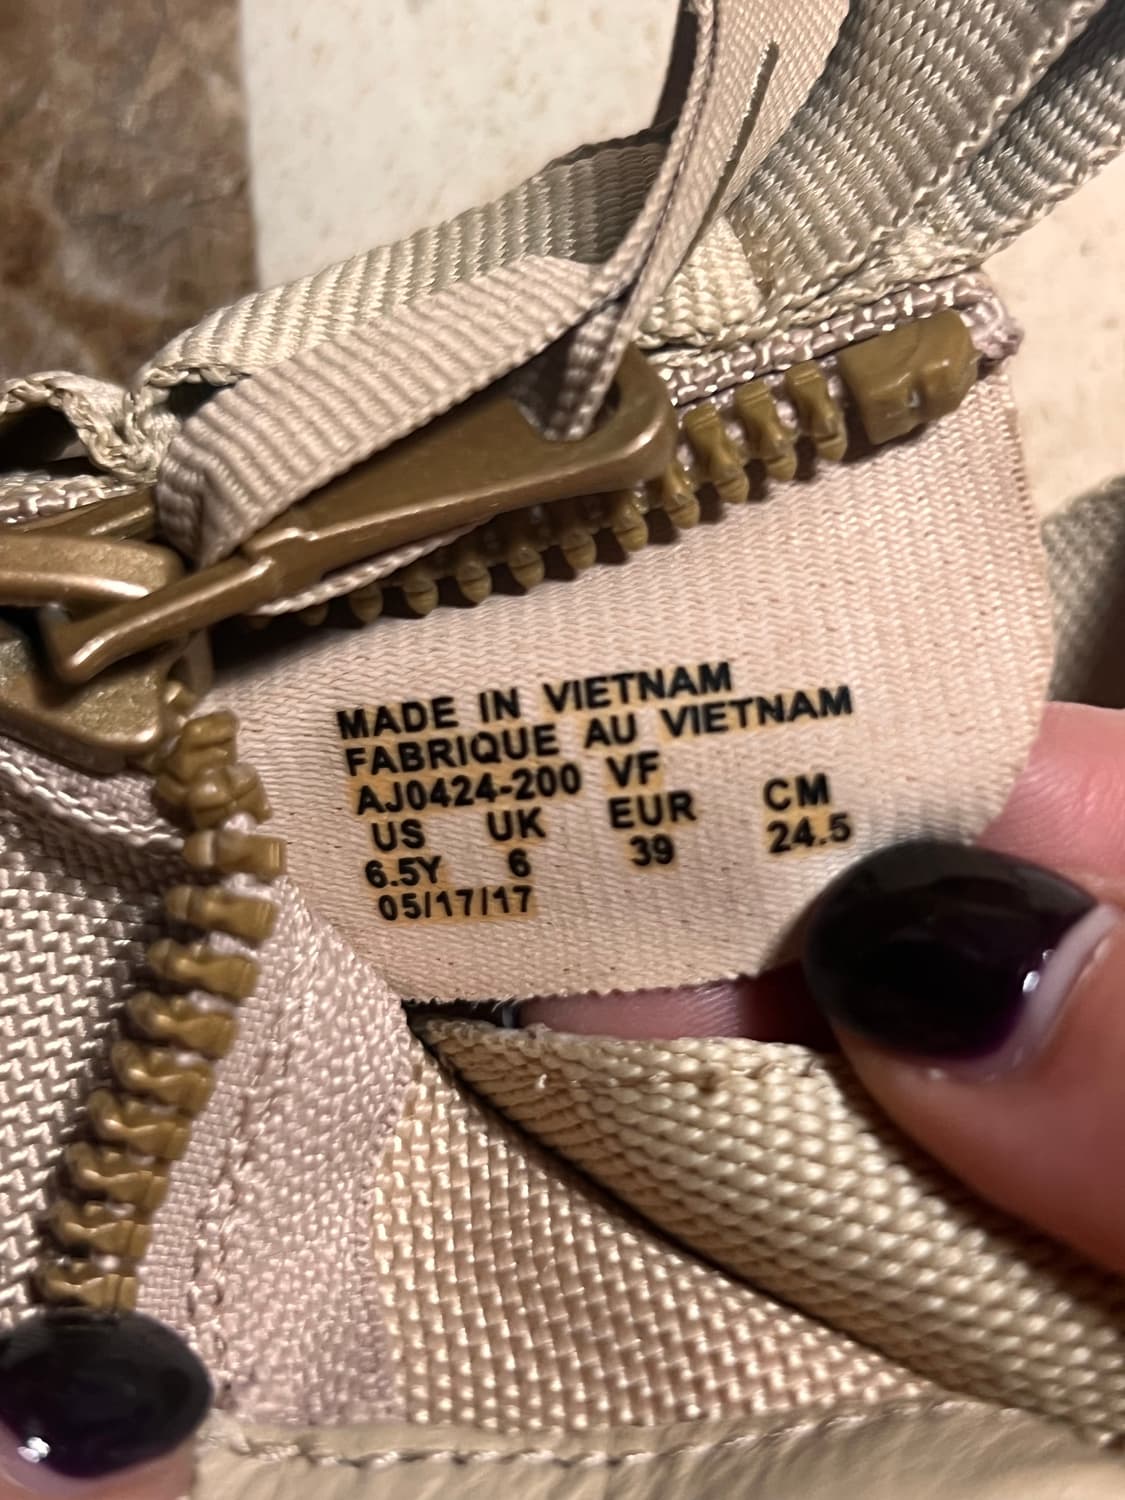 MADE IN VIETNAM
FABRIQUE AU VIETNAM
AJ0424-200 VF
US UK EUR CM
6.5Y 6 39 24.5
05/17/17